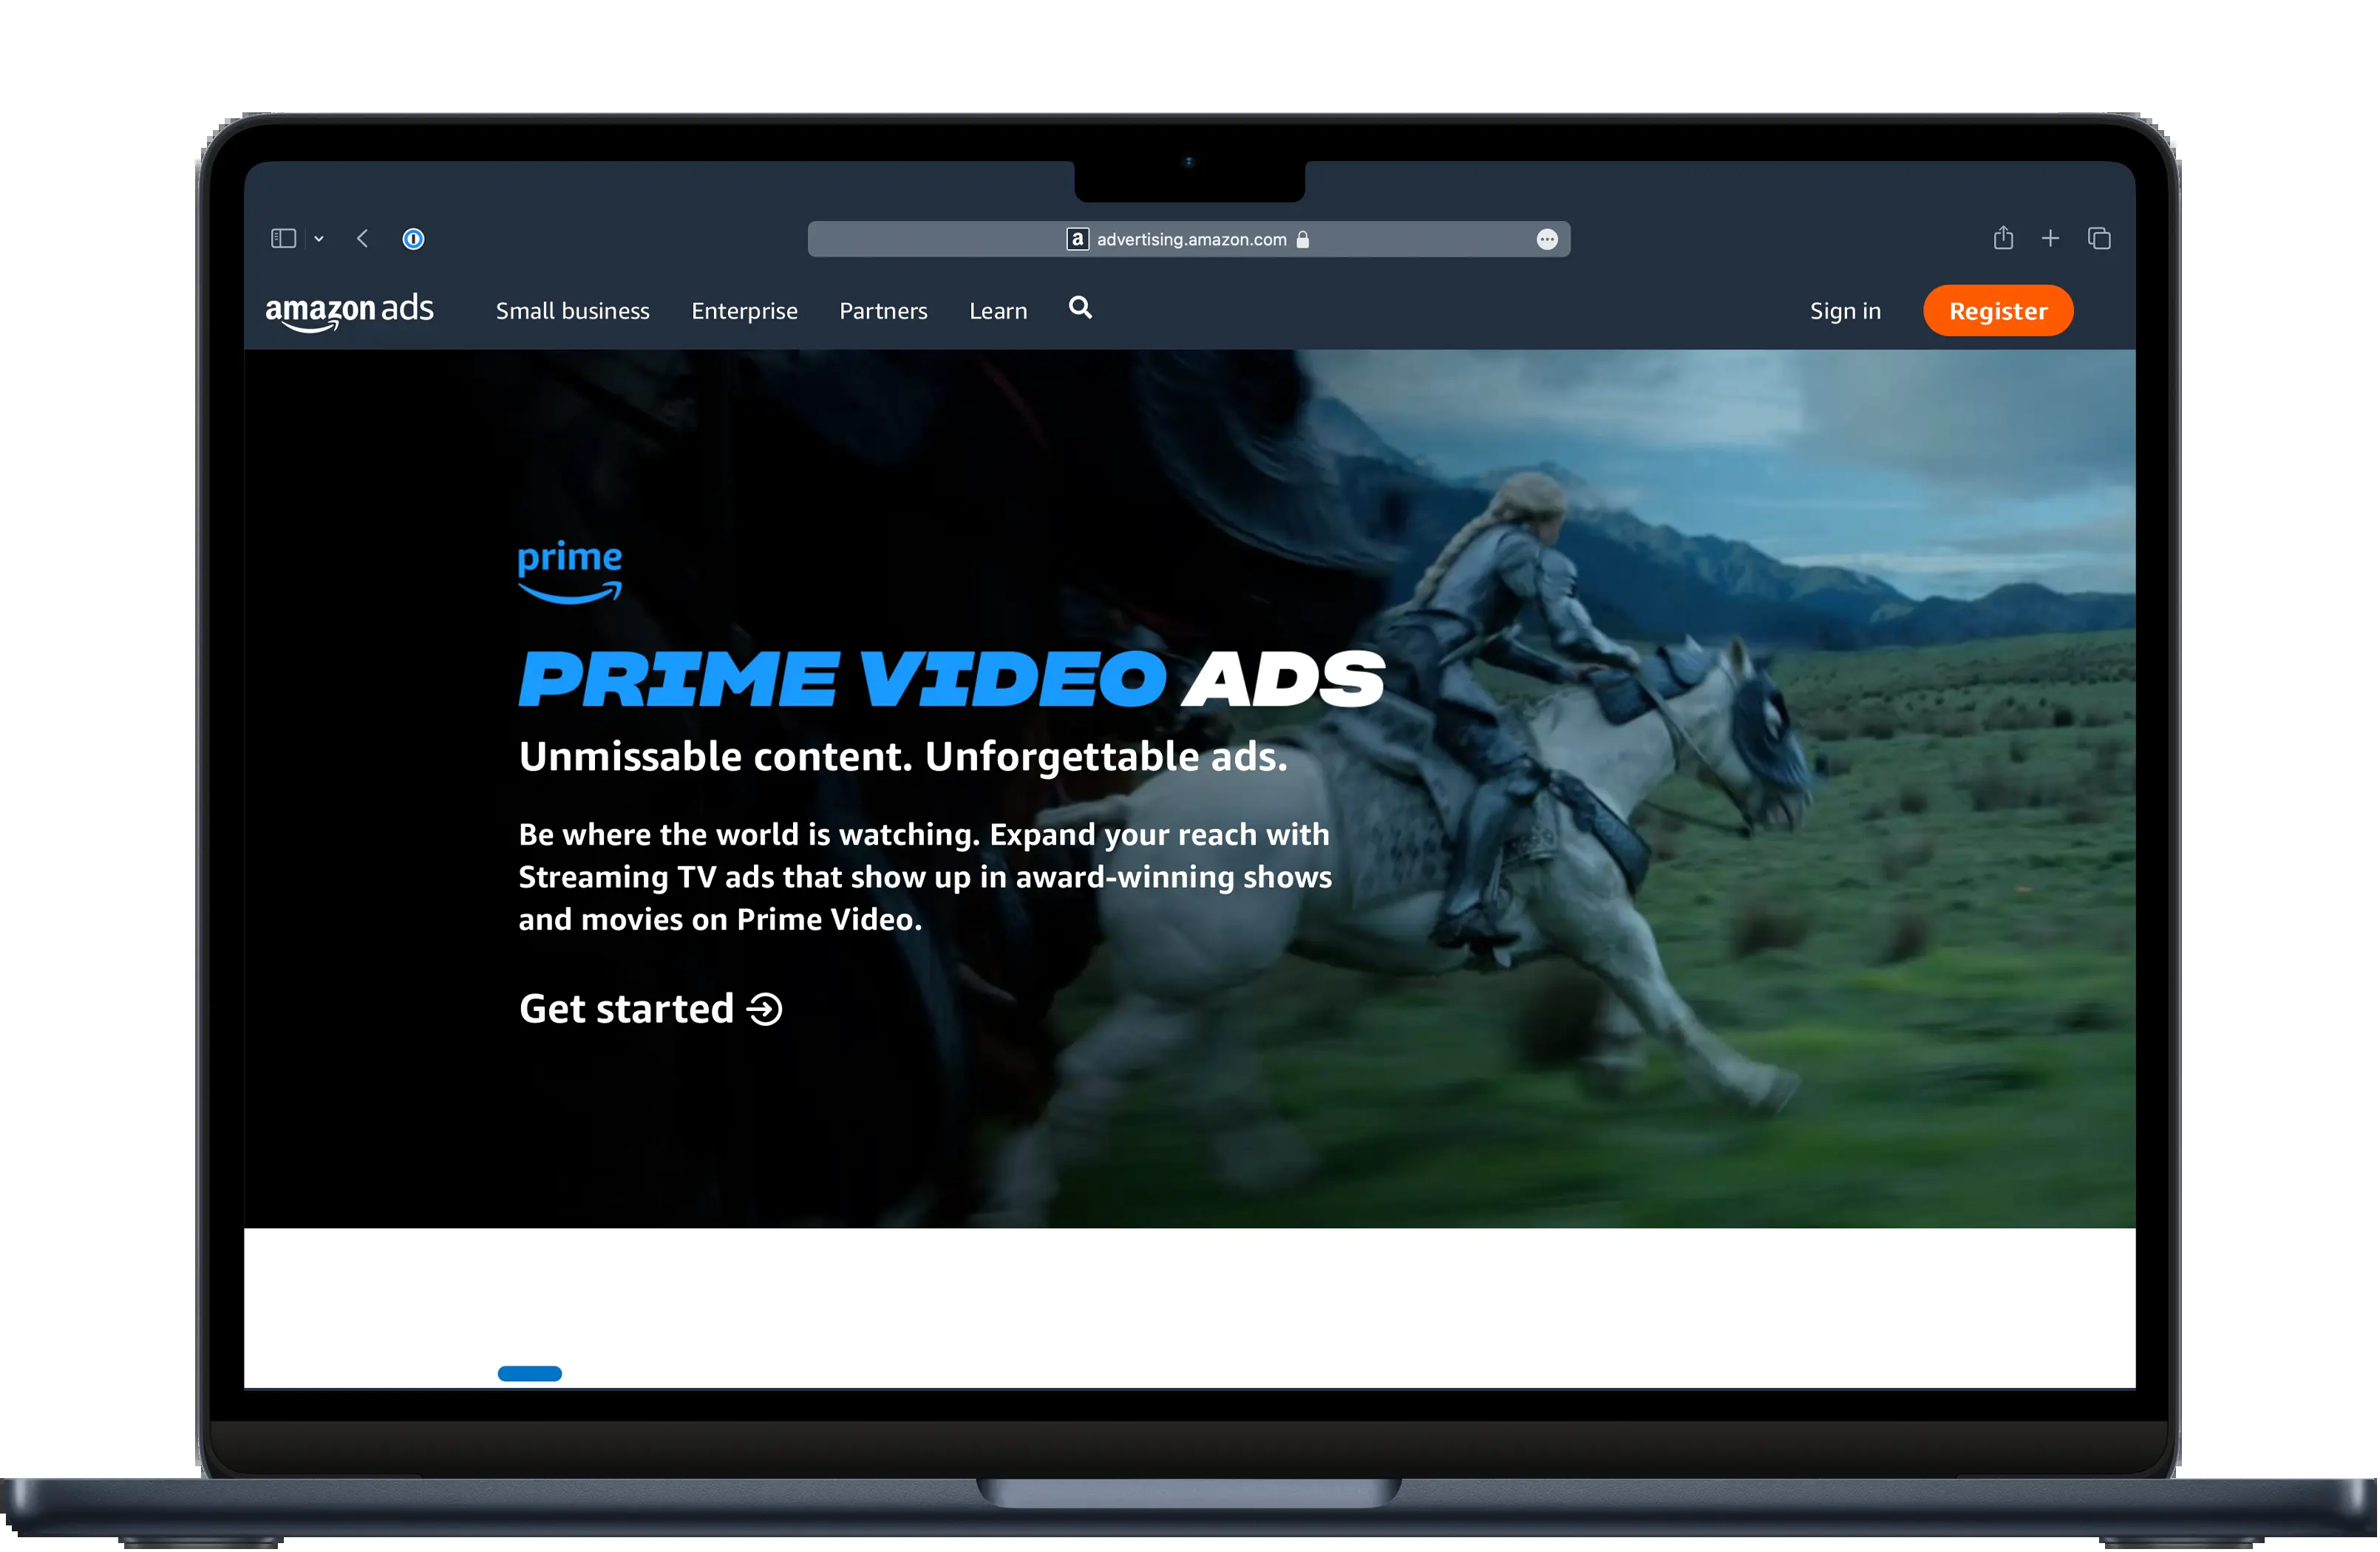 a advertising.amazon.com
amazon ads
Small business
Enterprise
Partners
Learn
Sign in
Register
prime
PRIME VIDEO ADS
Unmissable content. Unforgettable ads.
Be where the world is watching. Expand your reach with
Streaming TV ads that show up in award-winning shows
and movies on Prime Video.
Get started